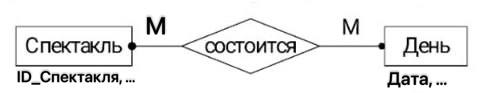 М М
Спектакль состоится День
ID_Спектакля, ... Дата, ...